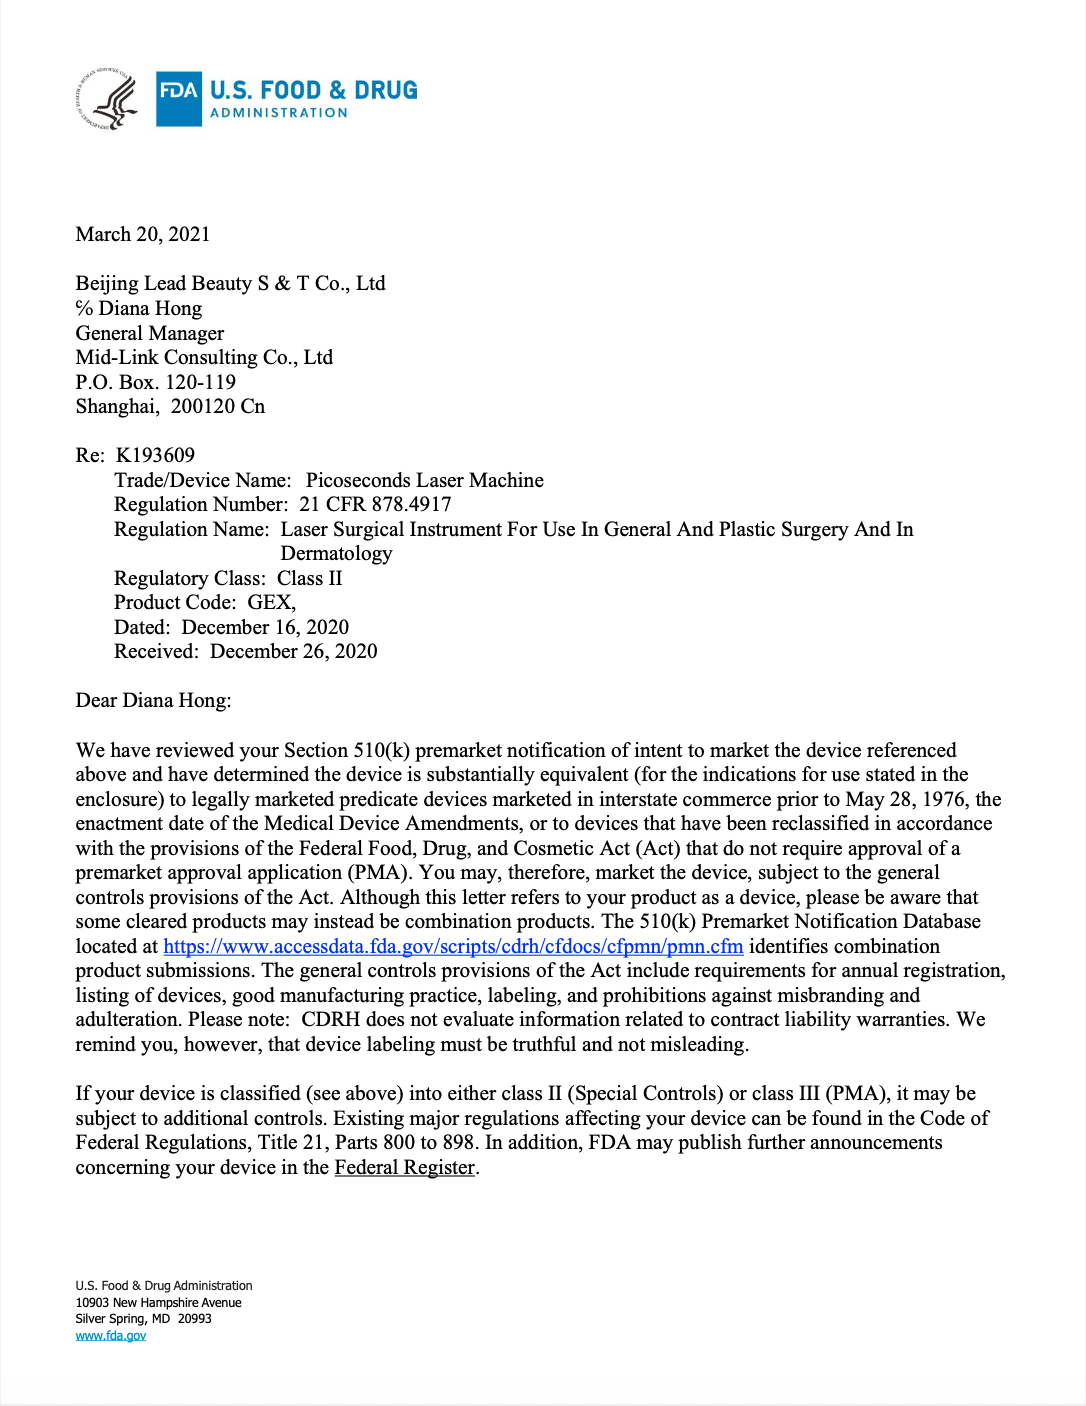 FDA U.S. FOOD & DRUG
ADMINISTRATION
March 20, 2021
Beijing Lead Beauty S & T Co., Ltd
℅ Diana Hong
General Manager
Mid-Link Consulting Co., Ltd
P.O. Box. 120-119
Shanghai,  200120 Cn
Re:  K193609
Trade/Device Name:  Picoseconds Laser Machine
Regulation Number:  21 CFR 878.4917
Regulation Name:  Laser Surgical Instrument For Use In General And Plastic Surgery And In
Dermatology
Regulatory Class:  Class II
Product Code:  GEX,
Dated:  December 16, 2020
Received:  December 26, 2020
Dear Diana Hong:
We have reviewed your Section 510(k) premarket notification of intent to market the device referenced
above and have determined the device is substantially equivalent (for the indications for use stated in the
enclosure) to legally marketed predicate devices marketed in interstate commerce prior to May 28, 1976, the
enactment date of the Medical Device Amendments, or to devices that have been reclassified in accordance
with the provisions of the Federal Food, Drug, and Cosmetic Act (Act) that do not require approval of a
premarket approval application (PMA). You may, therefore, market the device, subject to the general
controls provisions of the Act. Although this letter refers to your product as a device, please be aware that
some cleared products may instead be combination products. The 510(k) Premarket Notification Database
located at https://www.accessdata.fda.gov/scripts/cdrh/cfdocs/cfpmn/pmn.cfm identifies combination
product submissions. The general controls provisions of the Act include requirements for annual registration,
listing of devices, good manufacturing practice, labeling, and prohibitions against misbranding and
adulteration. Please note:  CDRH does not evaluate information related to contract liability warranties. We
remind you, however, that device labeling must be truthful and not misleading.
If your device is classified (see above) into either class II (Special Controls) or class III (PMA), it may be
subject to additional controls. Existing major regulations affecting your device can be found in the Code of
Federal Regulations, Title 21, Parts 800 to 898. In addition, FDA may publish further announcements
concerning your device in the Federal Register.
U.S. Food & Drug Administration
10903 New Hampshire Avenue
Silver Spring, MD  20993
www.fda.gov